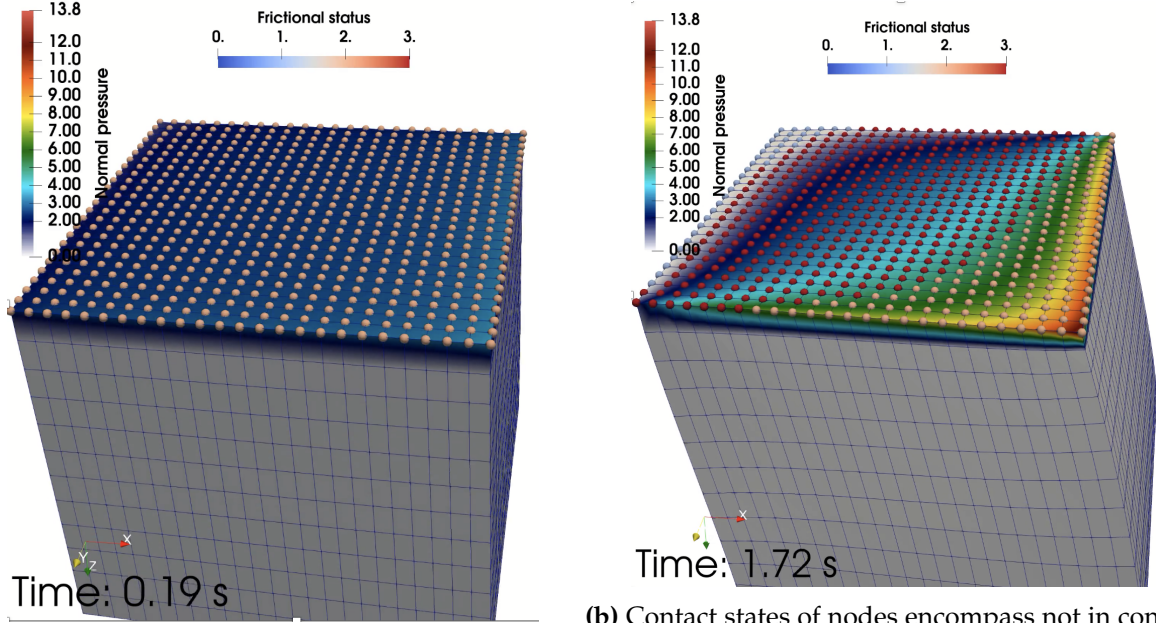 13.8
12.0
11.0
10.0
9.00
8.00
7.00
6.00
5.00
4.00
3.00
2.00
0.00
Normal pressure
Frictional status
0. 1. 2. 3.
X
Y
Z
Time: 0.19 s
13.8
12.0
11.0
10.0
9.00
8.00
7.00
6.00
5.00
4.00
3.00
2.00
0.00
Normal pressure
Frictional status
0. 1. 2. 3.
X
Time: 1.72 s
(b) Contact states of nodes encompass not in con